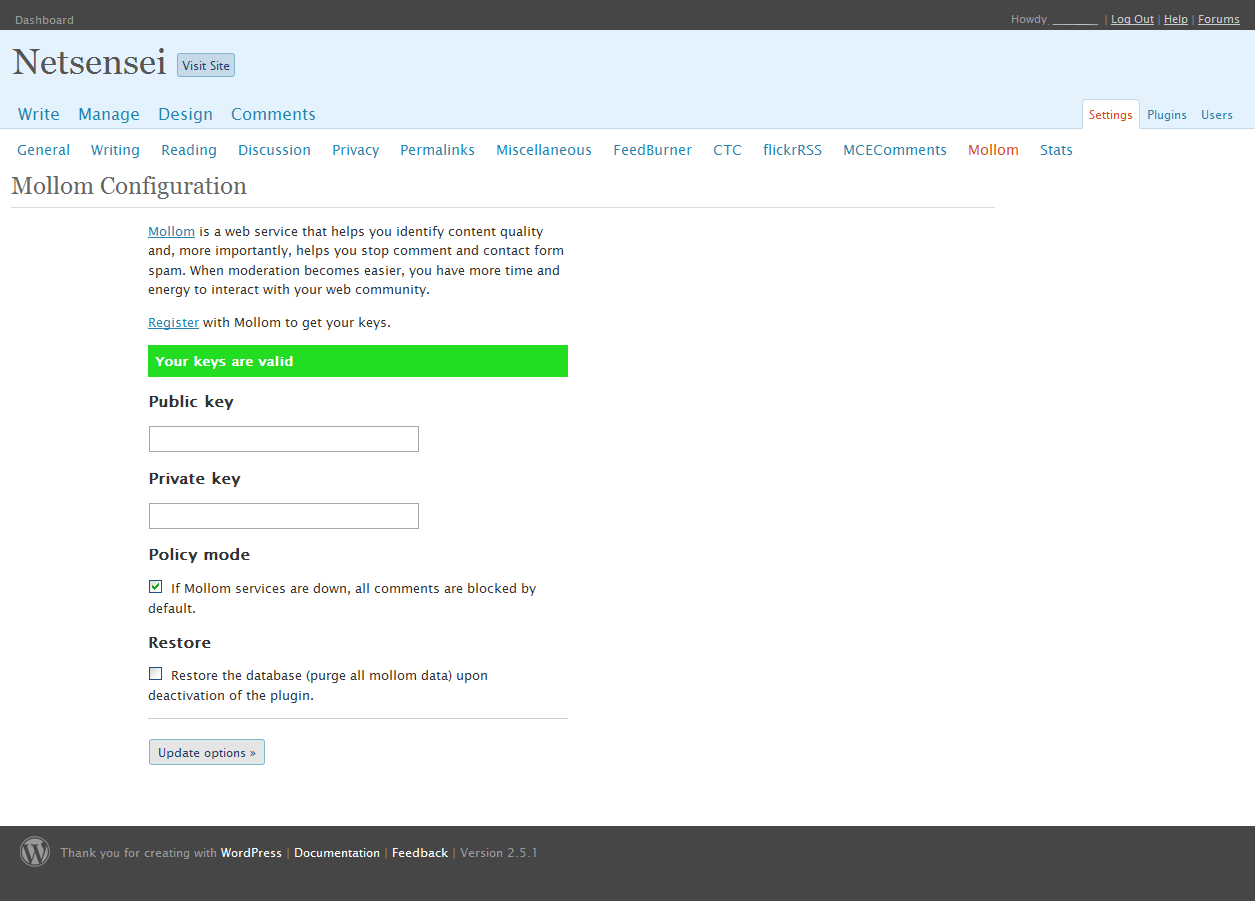 Dashboard Howdy, ________ | Log Out | Help | Forums
Netsensei Visit Site
Write Manage Design Comments Settings Plugins Users
General Writing Reading Discussion Privacy Permalinks Miscellaneous FeedBurner CTC flickrRSS MCEComments Mollom Stats
Mollom Configuration
Mollom is a web service that helps you identify content quality
and, more importantly, helps you stop comment and contact form
spam. When moderation becomes easier, you have more time and
energy to interact with your web community.
Register with Mollom to get your keys.
Your keys are valid
Public key
Private key
Policy mode
If Mollom services are down, all comments are blocked by
default.
Restore
Restore the database (purge all mollom data) upon
deactivation of the plugin.
Update options »
Thank you for creating with WordPress | Documentation | Feedback | Version 2.5.1